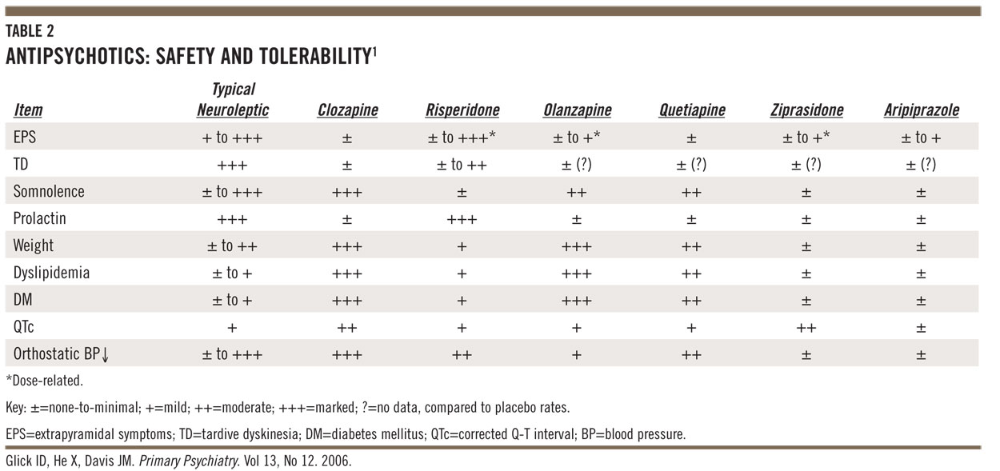 TABLE 2
ANTIPSYCHOTICS: SAFETY AND TOLERABILITY1
Item Typical Neuroleptic Clozapine Risperidone Olanzapine Quetiapine Ziprasidone Aripiprazole
EPS + to +++ ± ± to +++* ± to +* ± ± to +* ± to +
TD +++ ± ± to ++ ± (?) ± (?) ± (?) ± (?)
Somnolence ± to +++ +++ ± ++ ++ ± ±
Prolactin +++ ± +++ ± ± ± ±
Weight ± to ++ +++ + +++ ++ ± ±
Dyslipidemia ± to + +++ + +++ ++ ± ±
DM ± to + +++ + +++ ++ ± ±
QTc + ++ + + + ++ ±
Orthostatic BP↓ ± to +++ +++ ++ + ++ ± ±
*Dose-related.
Key: ±=none-to-minimal; +=mild; ++=moderate; +++=marked; ?=no data, compared to placebo rates.
EPS=extrapyramidal symptoms; TD=tardive dyskinesia; DM=diabetes mellitus; QTc=corrected Q-T interval; BP=blood pressure.
Glick ID, He X, Davis JM. Primary Psychiatry. Vol 13, No 12. 2006.